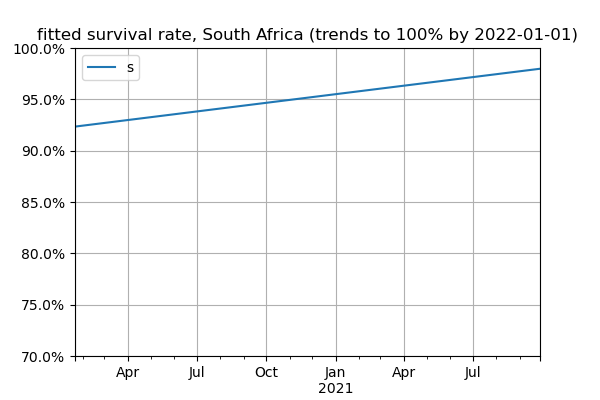 fitted survival rate, South Africa (trends to 100% by 2022-01-01)
100.0%
s
95.0%
90.0%
85.0%
80.0%
75.0%
70.0%
Apr Jul Oct Jan Apr Jul
2021